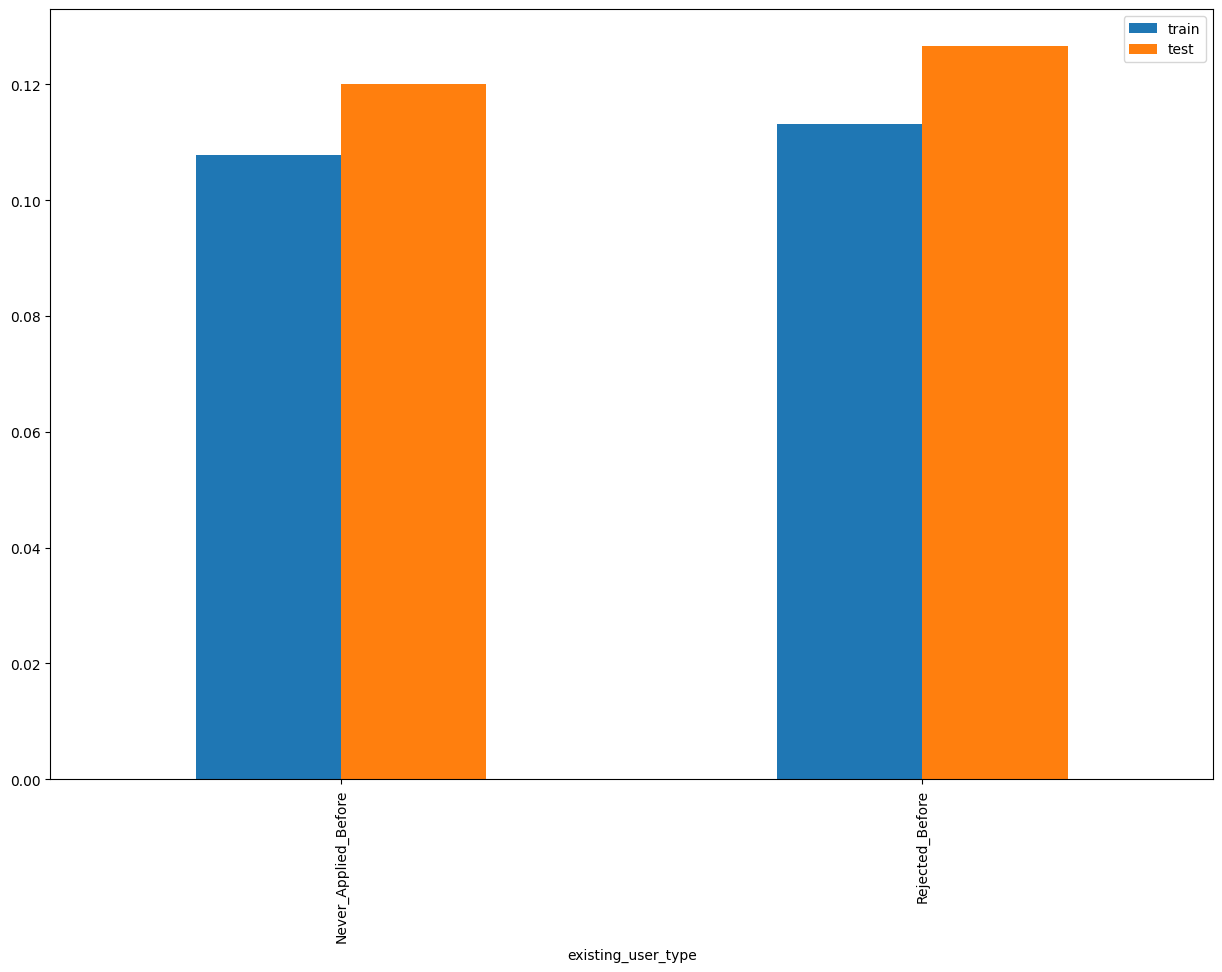 train
test
0.12
0.10
0.08
0.06
0.04
0.02
0.00
Never_Applied_Before
Rejected_Before
existing_user_type